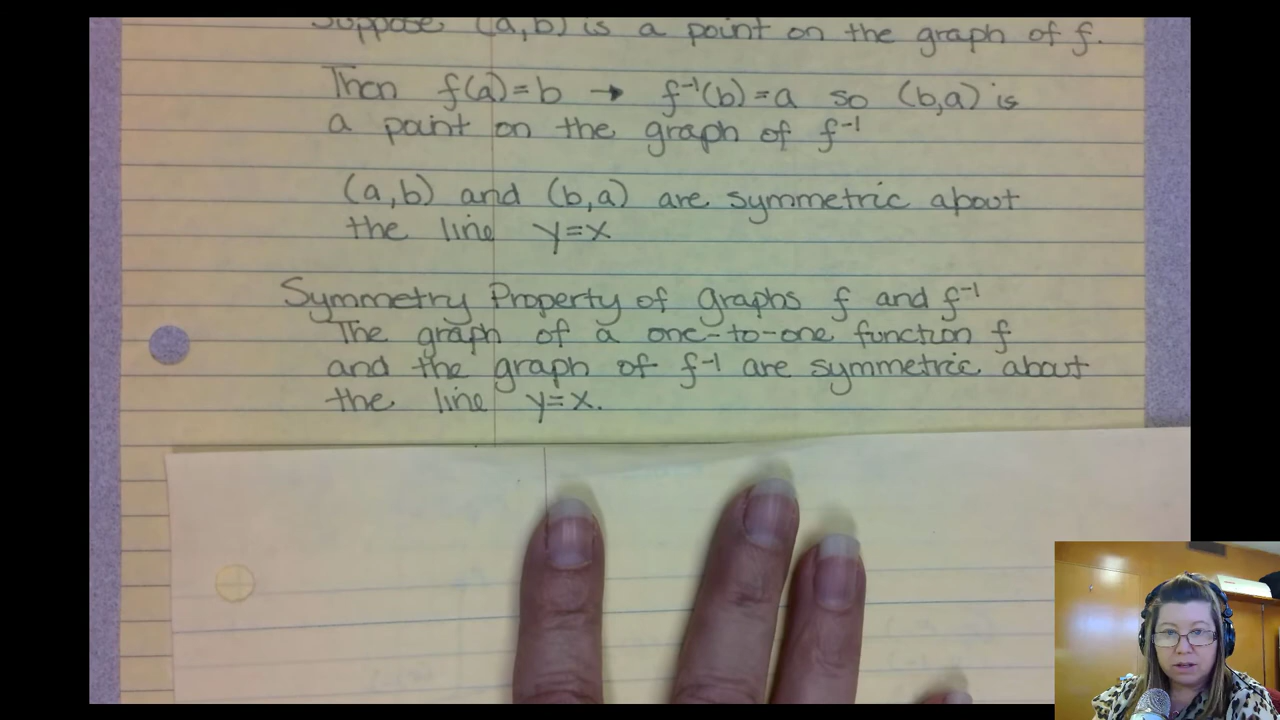 Suppose (a,b) is a point on the graph of f.
Then f(a)=b → f⁻¹(b)=a so (b,a) is
a point on the graph of f⁻¹
(a,b) and (b,a) are symmetric about
the line y=x
Symmetry Property of graphs f and f⁻¹
The graph of a one-to-one function f
and the graph of f⁻¹ are symmetric about
the line y=x.